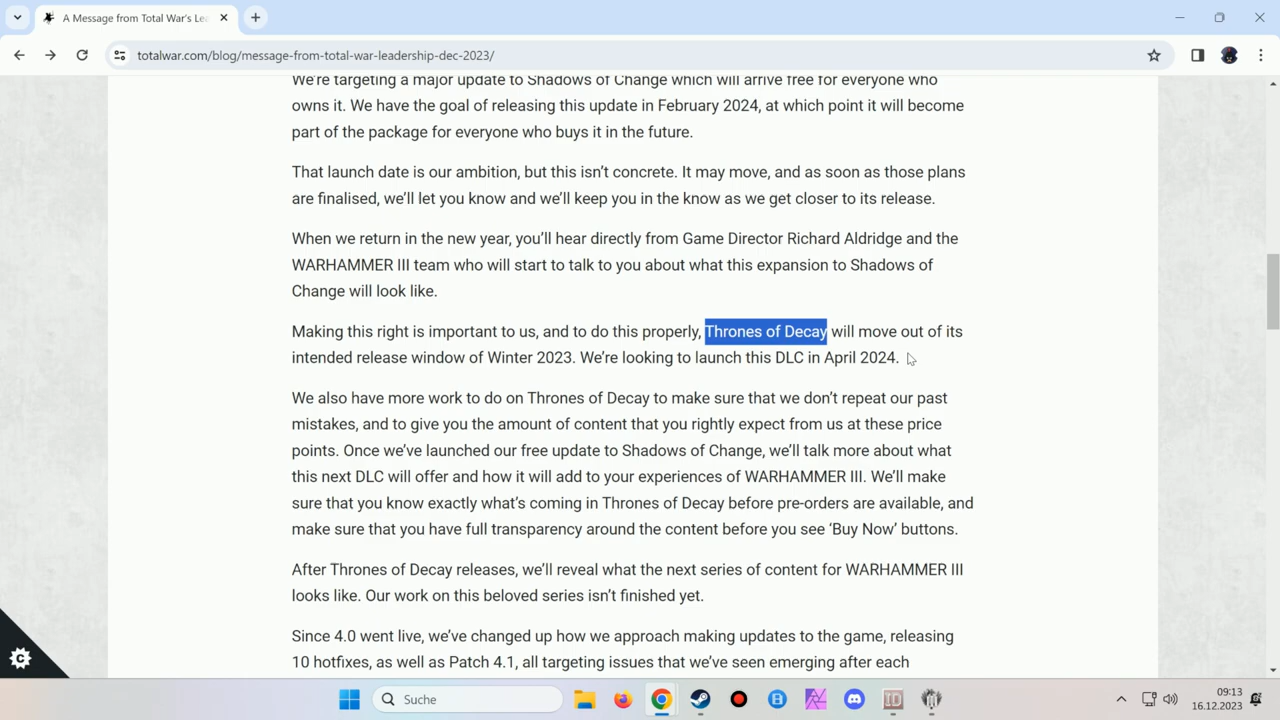 A Message from Total War's Le
totalwar.com/blog/message-from-total-war-leadership-dec-2023/
We're targeting a major update to Shadows of Change which will arrive free for everyone who
owns it. We have the goal of releasing this update in February 2024, at which point it will become
part of the package for everyone who buys it in the future.
That launch date is our ambition, but this isn't concrete. It may move, and as soon as those plans
are finalised, we'll let you know and we'll keep you in the know as we get closer to its release.
When we return in the new year, you'll hear directly from Game Director Richard Aldridge and the
WARHAMMER III team who will start to talk to you about what this expansion to Shadows of
Change will look like.
Making this right is important to us, and to do this properly, Thrones of Decay will move out of its
intended release window of Winter 2023. We're looking to launch this DLC in April 2024.
We also have more work to do on Thrones of Decay to make sure that we don't repeat our past
mistakes, and to give you the amount of content that you rightly expect from us at these price
points. Once we've launched our free update to Shadows of Change, we'll talk more about what
this next DLC will offer and how it will add to your experiences of WARHAMMER III. We'll make
sure that you know exactly what's coming in Thrones of Decay before pre-orders are available, and
make sure that you have full transparency around the content before you see 'Buy Now' buttons.
After Thrones of Decay releases, we'll reveal what the next series of content for WARHAMMER III
looks like. Our work on this beloved series isn't finished yet.
Since 4.0 went live, we've changed up how we approach making updates to the game, releasing
10 hotfixes, as well as Patch 4.1, all targeting issues that we've seen emerging after each
Suche
09:13
16.12.2023